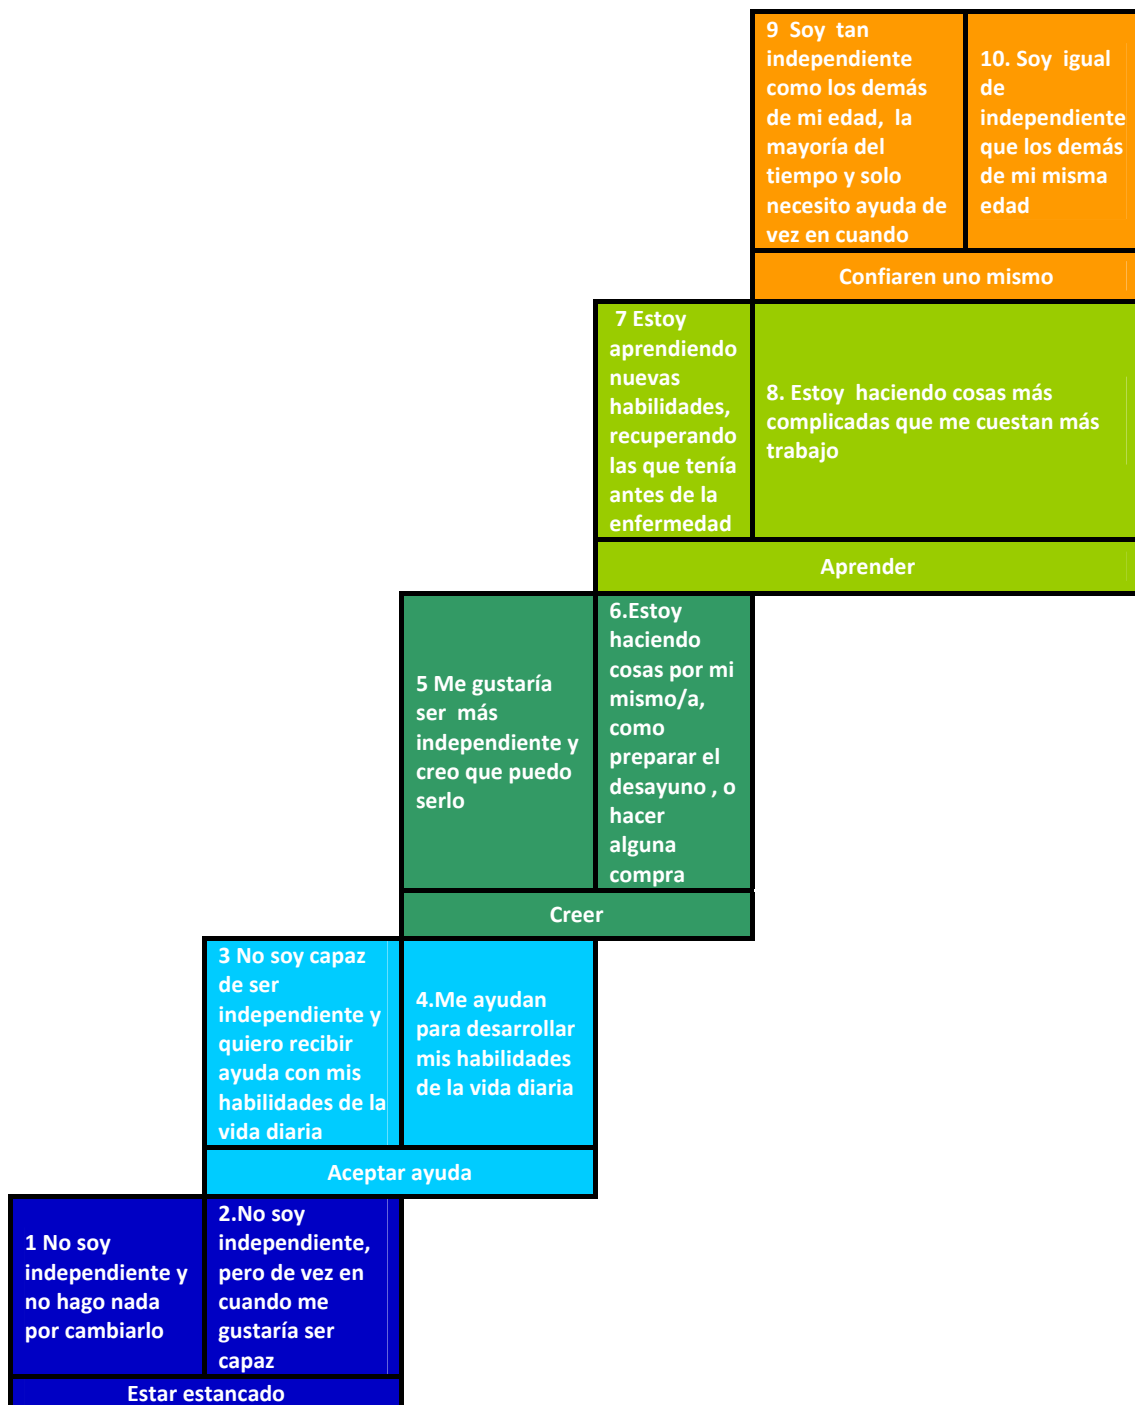 9 Soy tan
independiente
como los demás
de mi edad, la
mayoría del
tiempo y solo
necesito ayuda de
vez en cuando
10. Soy igual
de
independiente
que los demás
de mi misma
edad
Confiaren uno mismo
7 Estoy
aprendiendo
nuevas
habilidades,
recuperando
las que tenía
antes de la
enfermedad
8. Estoy haciendo cosas más
complicadas que me cuestan más
trabajo
Aprender
5 Me gustaría
ser más
independiente y
creo que puedo
serlo
6.Estoy
haciendo
cosas por mi
mismo/a,
como
preparar el
desayuno , o
hacer
alguna
compra
Creer
3 No soy capaz
de ser
independiente y
quiero recibir
ayuda con mis
habilidades de la
vida diaria
4.Me ayudan
para desarrollar
mis habilidades
de la vida diaria
Aceptar ayuda
1 No soy
independiente y
no hago nada
por cambiarlo
2.No soy
independiente,
pero de vez en
cuando me
gustaría ser
capaz
Estar estancado